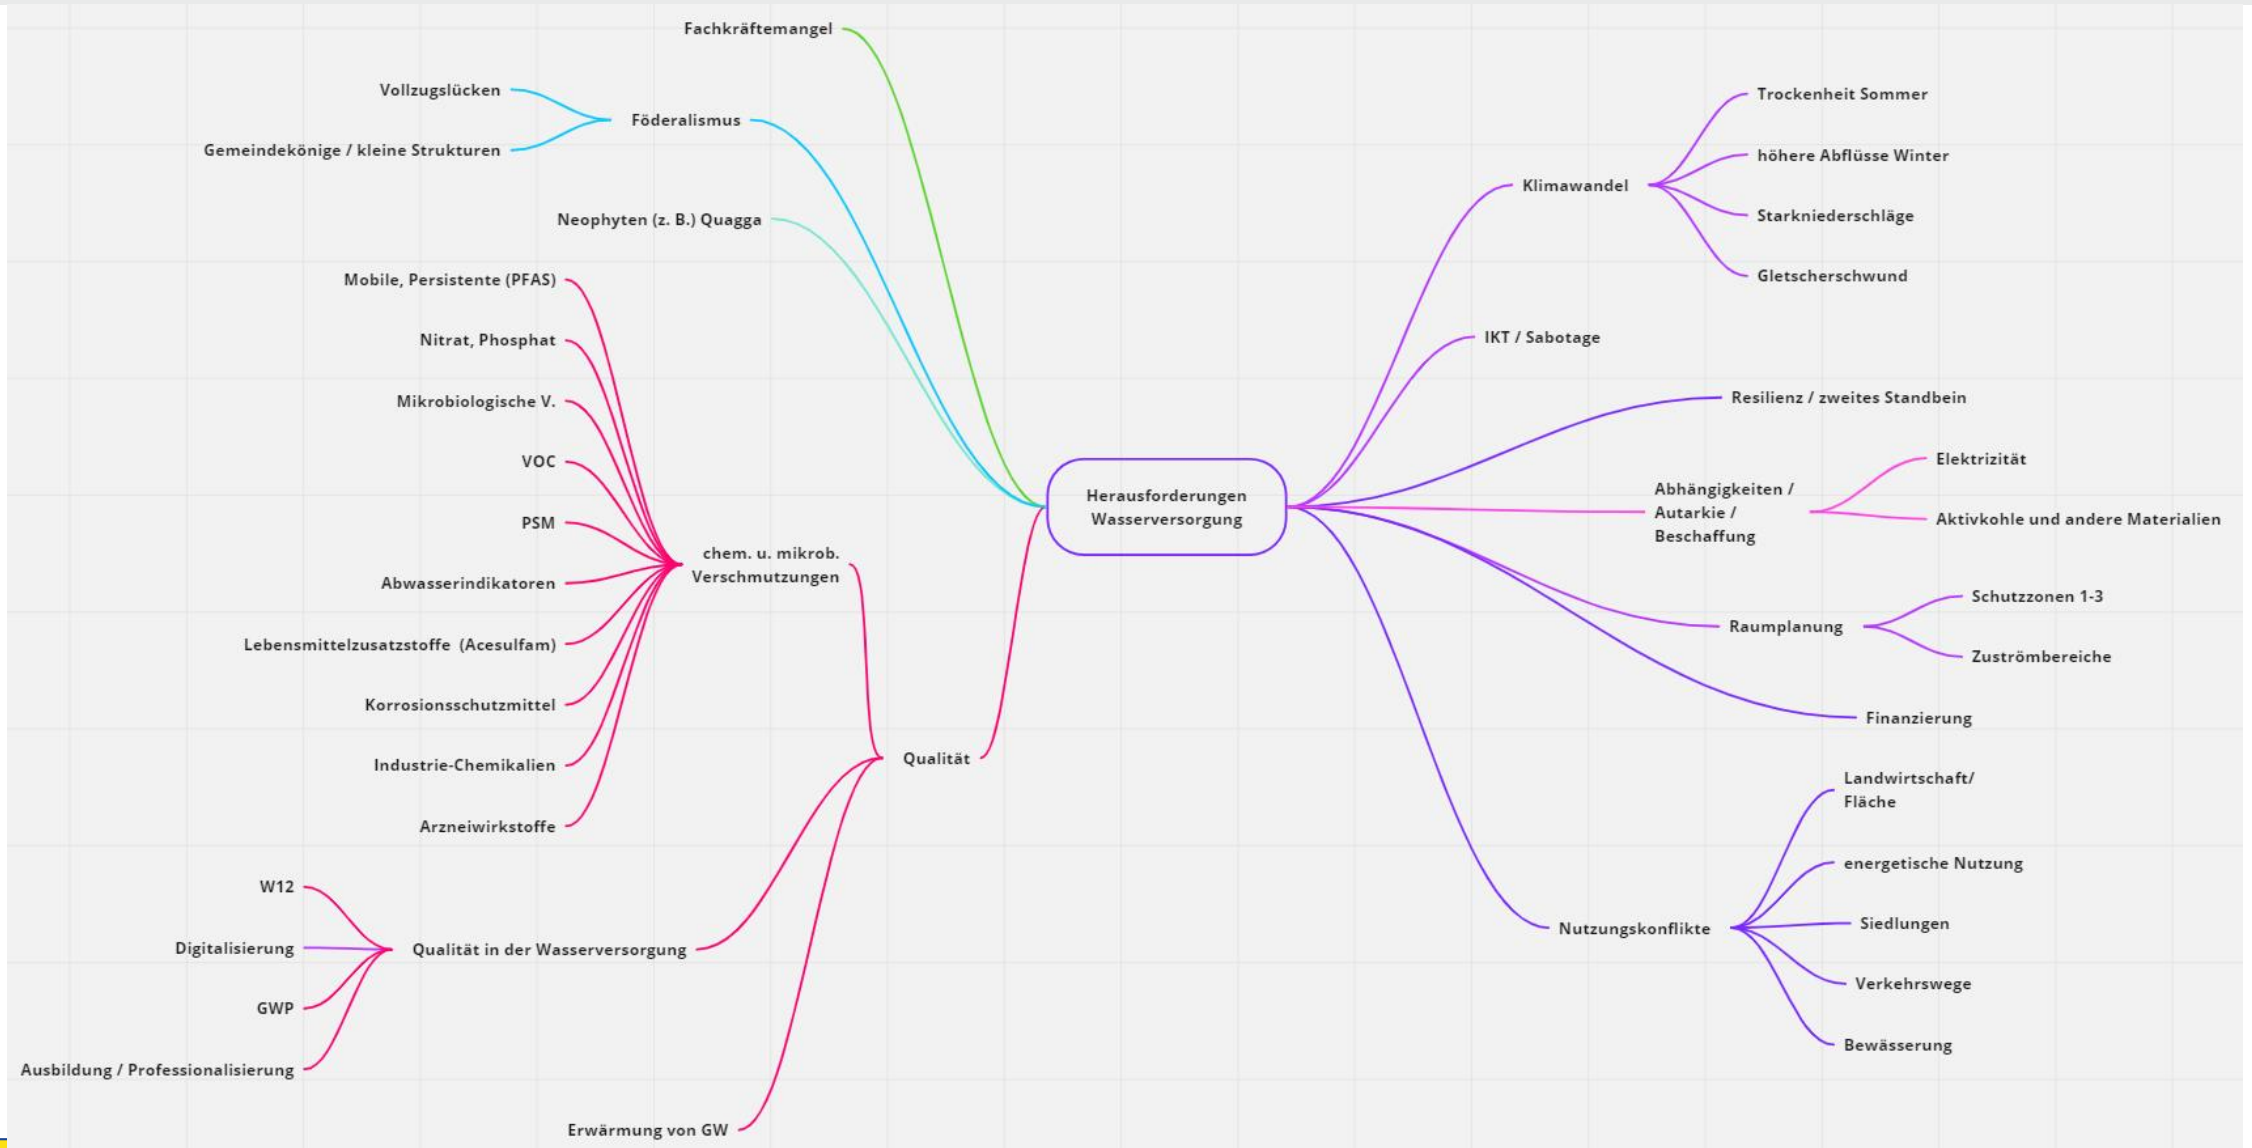 Fachkräftemangel
Vollzugslücken
Föderalismus
Gemeindekönige / kleine Strukturen
Neophyten (z. B.) Quagga
Mobile, Persistente (PFAS)
Nitrat, Phosphat
Mikrobiologische V.
VOC
PSM
chem. u. mikrob.
Verschmutzungen
Abwasserindikatoren
Lebensmittelzusatzstoffe (Acesulfam)
Korrosionsschutzmittel
Industrie-Chemikalien
Arzneiwirkstoffe
Qualität
W12
Digitalisierung
Qualität in der Wasserversorgung
GWP
Ausbildung / Professionalisierung
Erwärmung von GW
Herausforderungen
Wasserversorgung
Klimawandel
Trockenheit Sommer
höhere Abflüsse Winter
Starkniederschläge
Gletscherschwund
IKT / Sabotage
Resilienz / zweites Standbein
Abhängigkeiten /
Autarkie /
Beschaffung
Elektrizität
Aktivkohle und andere Materialien
Raumplanung
Schutzzonen 1-3
Zuströmbereiche
Finanzierung
Nutzungskonflikte
Landwirtschaft/
Fläche
energetische Nutzung
Siedlungen
Verkehrswege
Bewässerung